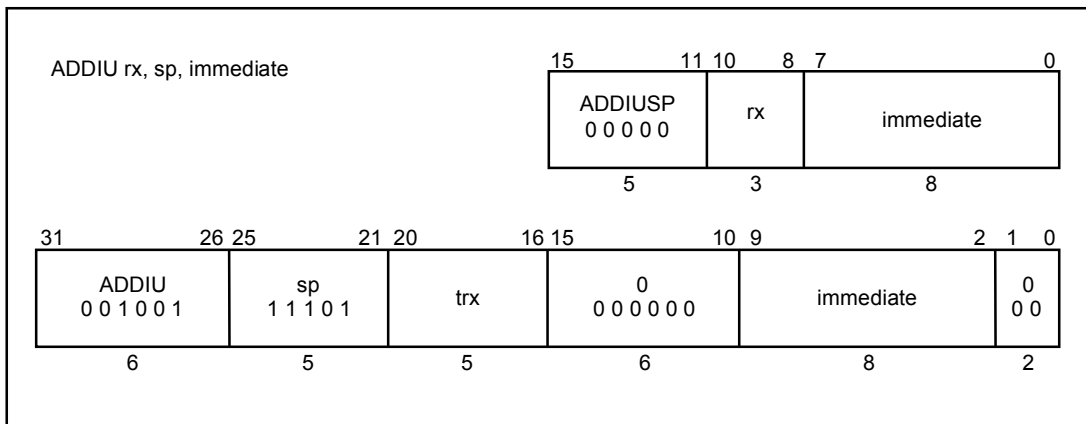 ADDIU rx, sp, immediate
15 11 10 8 7 0
ADDIUSP rx immediate
0 0 0 0 0
5 3 8
31 26 25 21 20 16 15 10 9 2 1 0
ADDIU sp trx 0 immediate 0
0 0 1 0 0 1 1 1 1 0 1 0 0 0 0 0 0 0 0
6 5 5 6 8 2